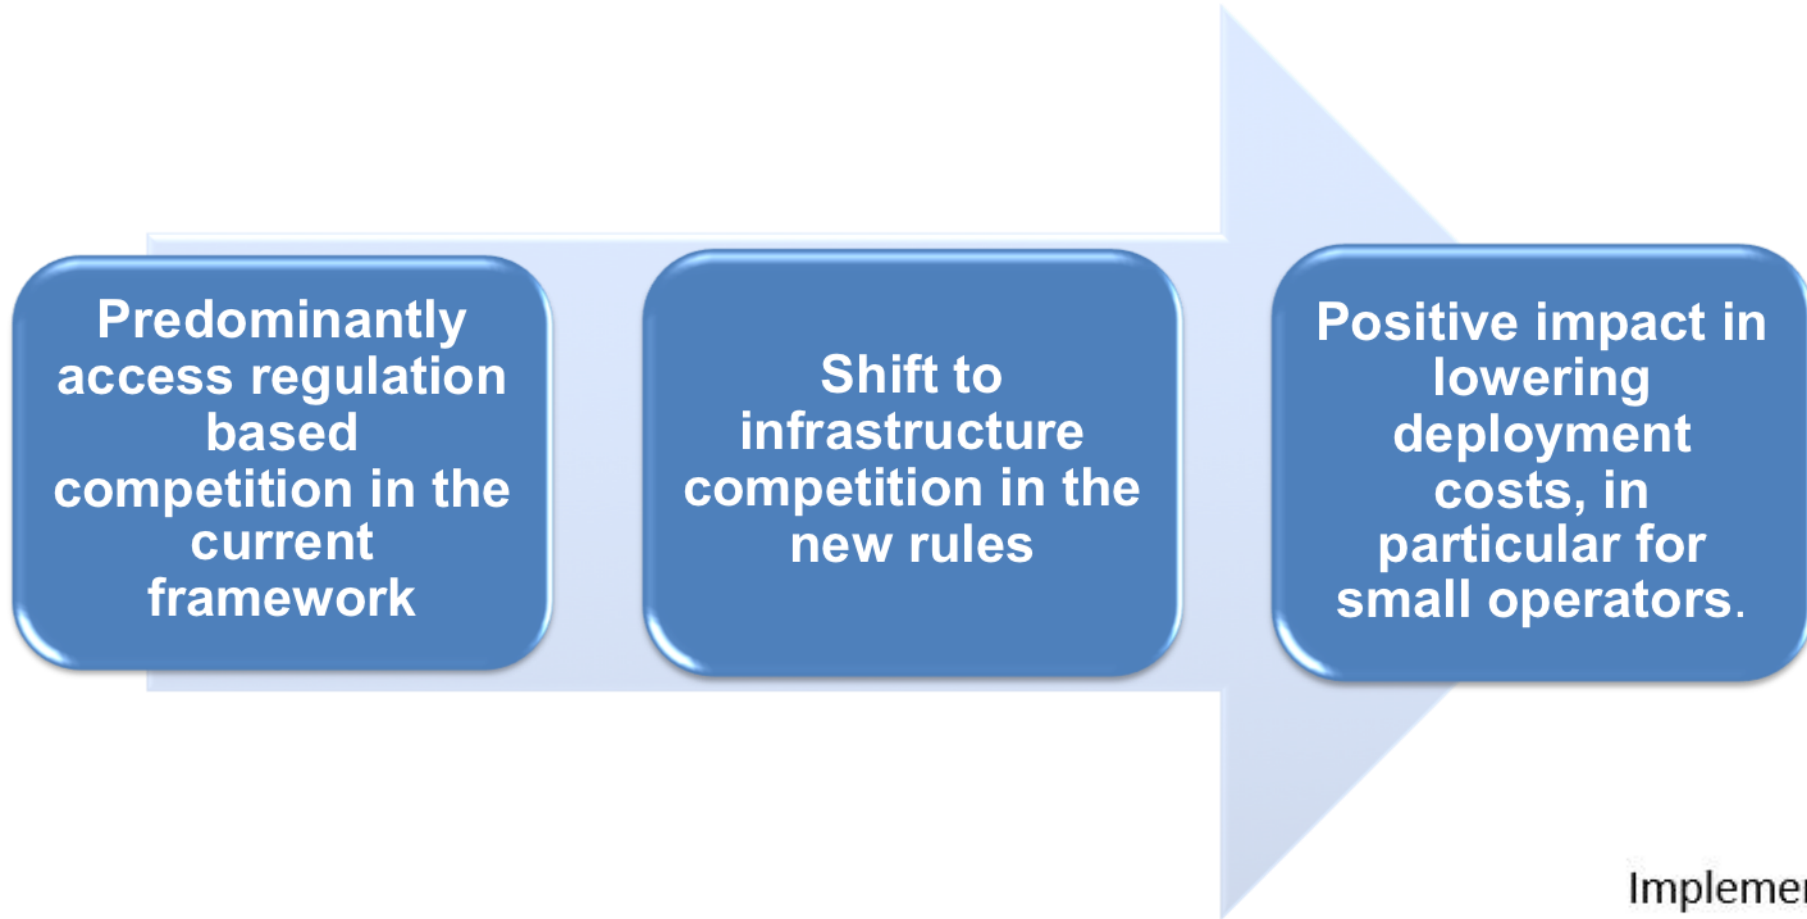 Predominantly
access regulation
based
competition in the
current
framework
Shift to
infrastructure
competition in the
new rules
Positive impact in
lowering
deployment
costs, in
particular for
small operators.